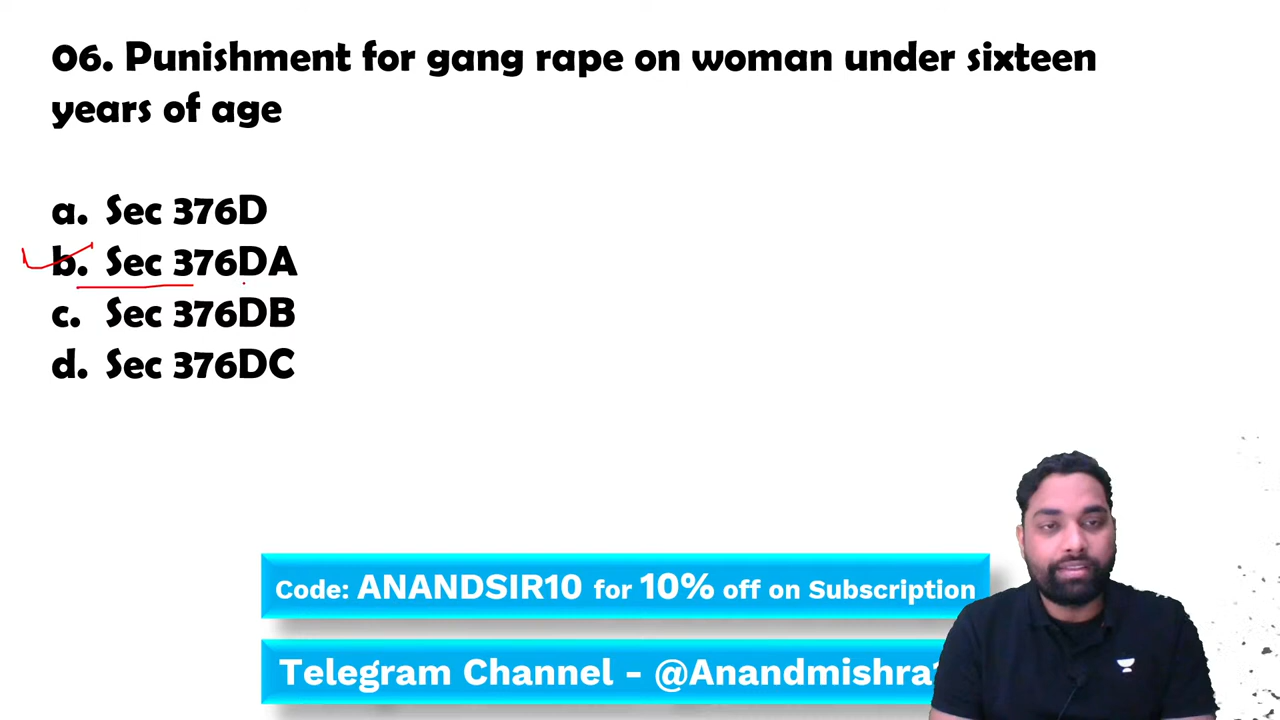 06. Punishment for gang rape on woman under sixteen
years of age
a. Sec 376D
b. Sec 376DA
c. Sec 376DB
d. Sec 376DC
Code: ANANDSIR10 for 10% off on Subscription
Telegram Channel - @Anandmishra